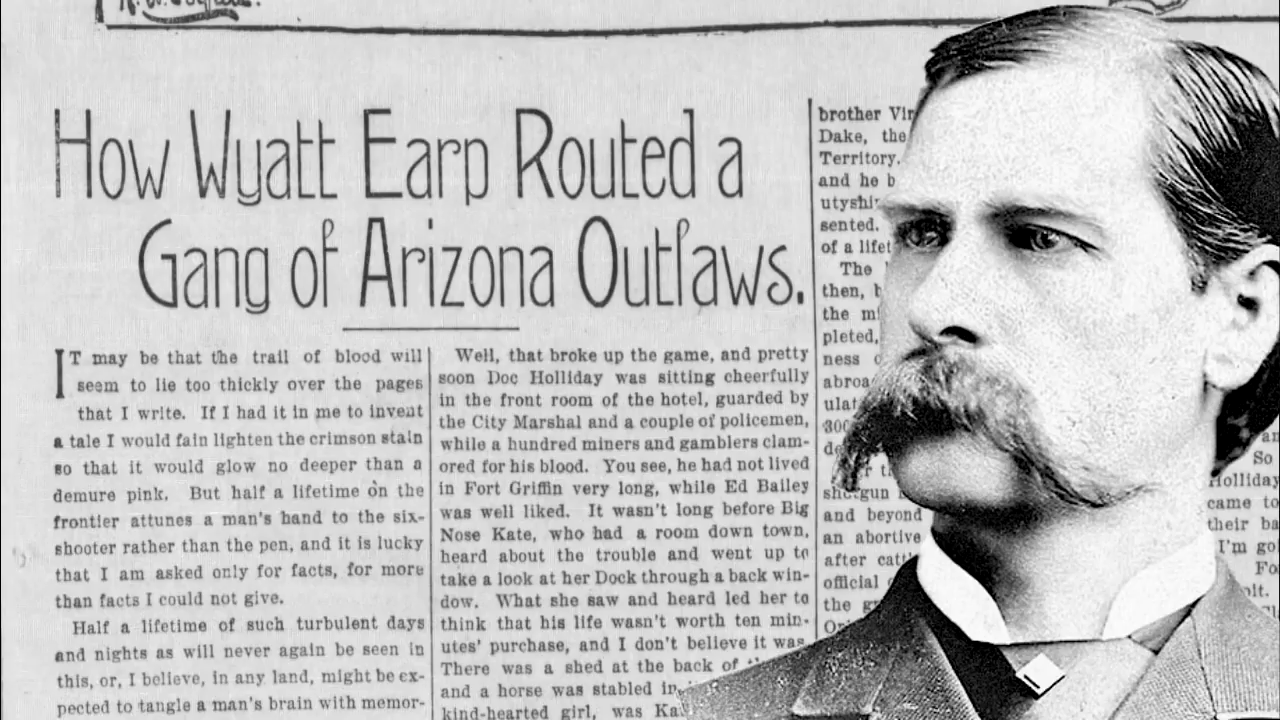 How Wyatt Earp Routed a
Gang of Arizona Outlaws.
IT may be that the trail of blood will
seem to lie too thickly over the pages
that I write. If I had it in me to invent
a tale I would fain lighten the crimson stain
so that it would glow no deeper than a
demure pink. But half a lifetime on the
frontier attunes a man's hand to the six-
shooter rather than the pen, and it is lucky
that I am asked only for facts, for more
than facts I could not give.
Half a lifetime of such turbulent days
and nights as will never again be seen in
this, or, I believe, in any land, might be ex-
pected to tangle a man's brain with memor-
Well, that broke up the game, and pretty
soon Doc Holliday was sitting cheerfully
in the front room of the hotel, guarded by
the City Marshal and a couple of policemen,
while a hundred miners and gamblers clam-
ored for his blood. You see, he had not lived
in Fort Griffin very long, while Ed Bailey
was well liked. It wasn't long before Big
Nose Kate, who had a room down town,
heard about the trouble and went up to
take a look at her Dock through a back win-
dow. What she saw and heard led her to
think that his life wasn't worth ten min-
utes' purchase, and I don't believe it was.
There was a shed at the back of
and a horse was stabled in
kind-hearted girl, was
brother
Dake, the
Territory.
and he
sented.
of a
The
then,
the
ness
shotgun
and beyond
an abortive
after
official
the
So
Holliday
came to
their
I'm